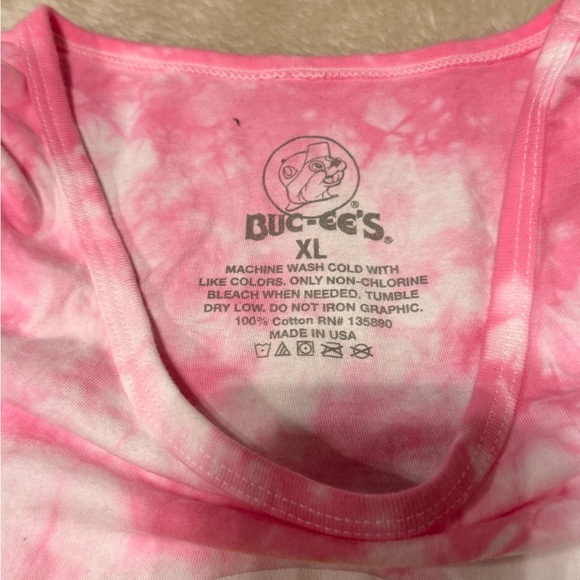 BUC-EE'S®
XL
MACHINE WASH COLD WITH
LIKE COLORS. ONLY NON-CHLORINE
BLEACH WHEN NEEDED. TUMBLE
DRY LOW. DO NOT IRON GRAPHIC.
100% Cotton RN# 135890
MADE IN USA